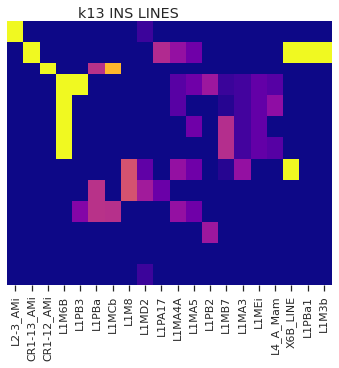 k13 INS LINES
L2-3_AMi
CR1-13_AMi
CR1-12_AMi
L1M6B
L1PB3
L1PBa
L1MCb
L1M8
L1MD2
L1PA17
L1MA4A
L1MA5
L1PB2
L1MB7
L1MA3
L1MEi
L4_A_Mam
X6B_LINE
L1PBa1
L1M3b